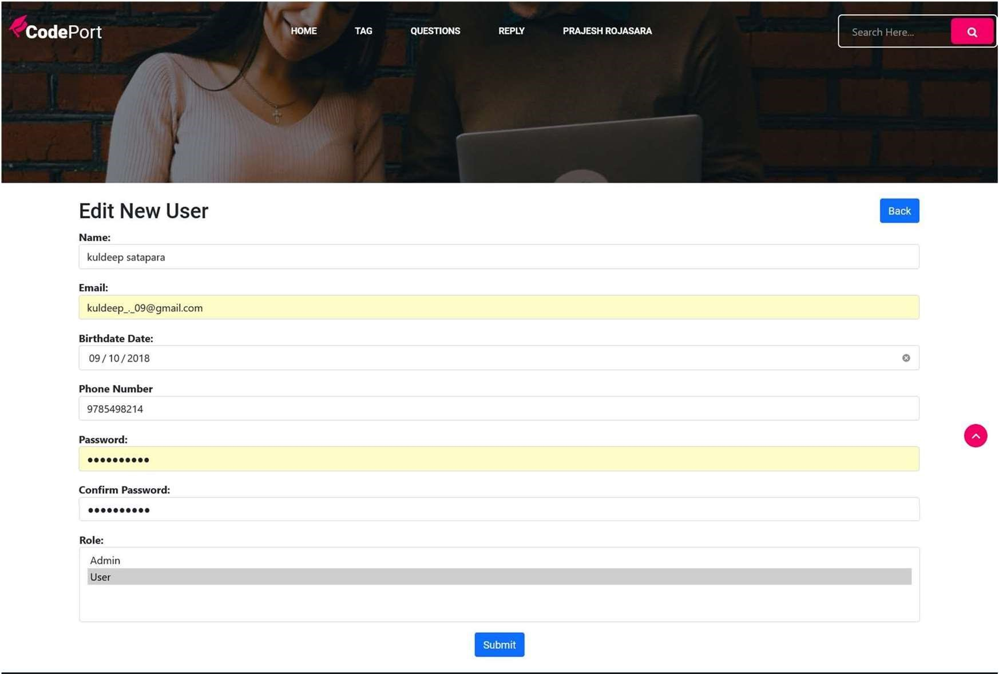 CodePort HOME TAG QUESTIONS REPLY PRAJESH ROJASARA Search Here...
Edit New User Back
Name:
kuldeep satapara
Email:
kuldeep_._09@gmail.com
Birthdate Date:
09 / 10 / 2018
Phone Number
9785498214
Password:
••••••••••
Confirm Password:
••••••••••
Role:
Admin
User
Submit